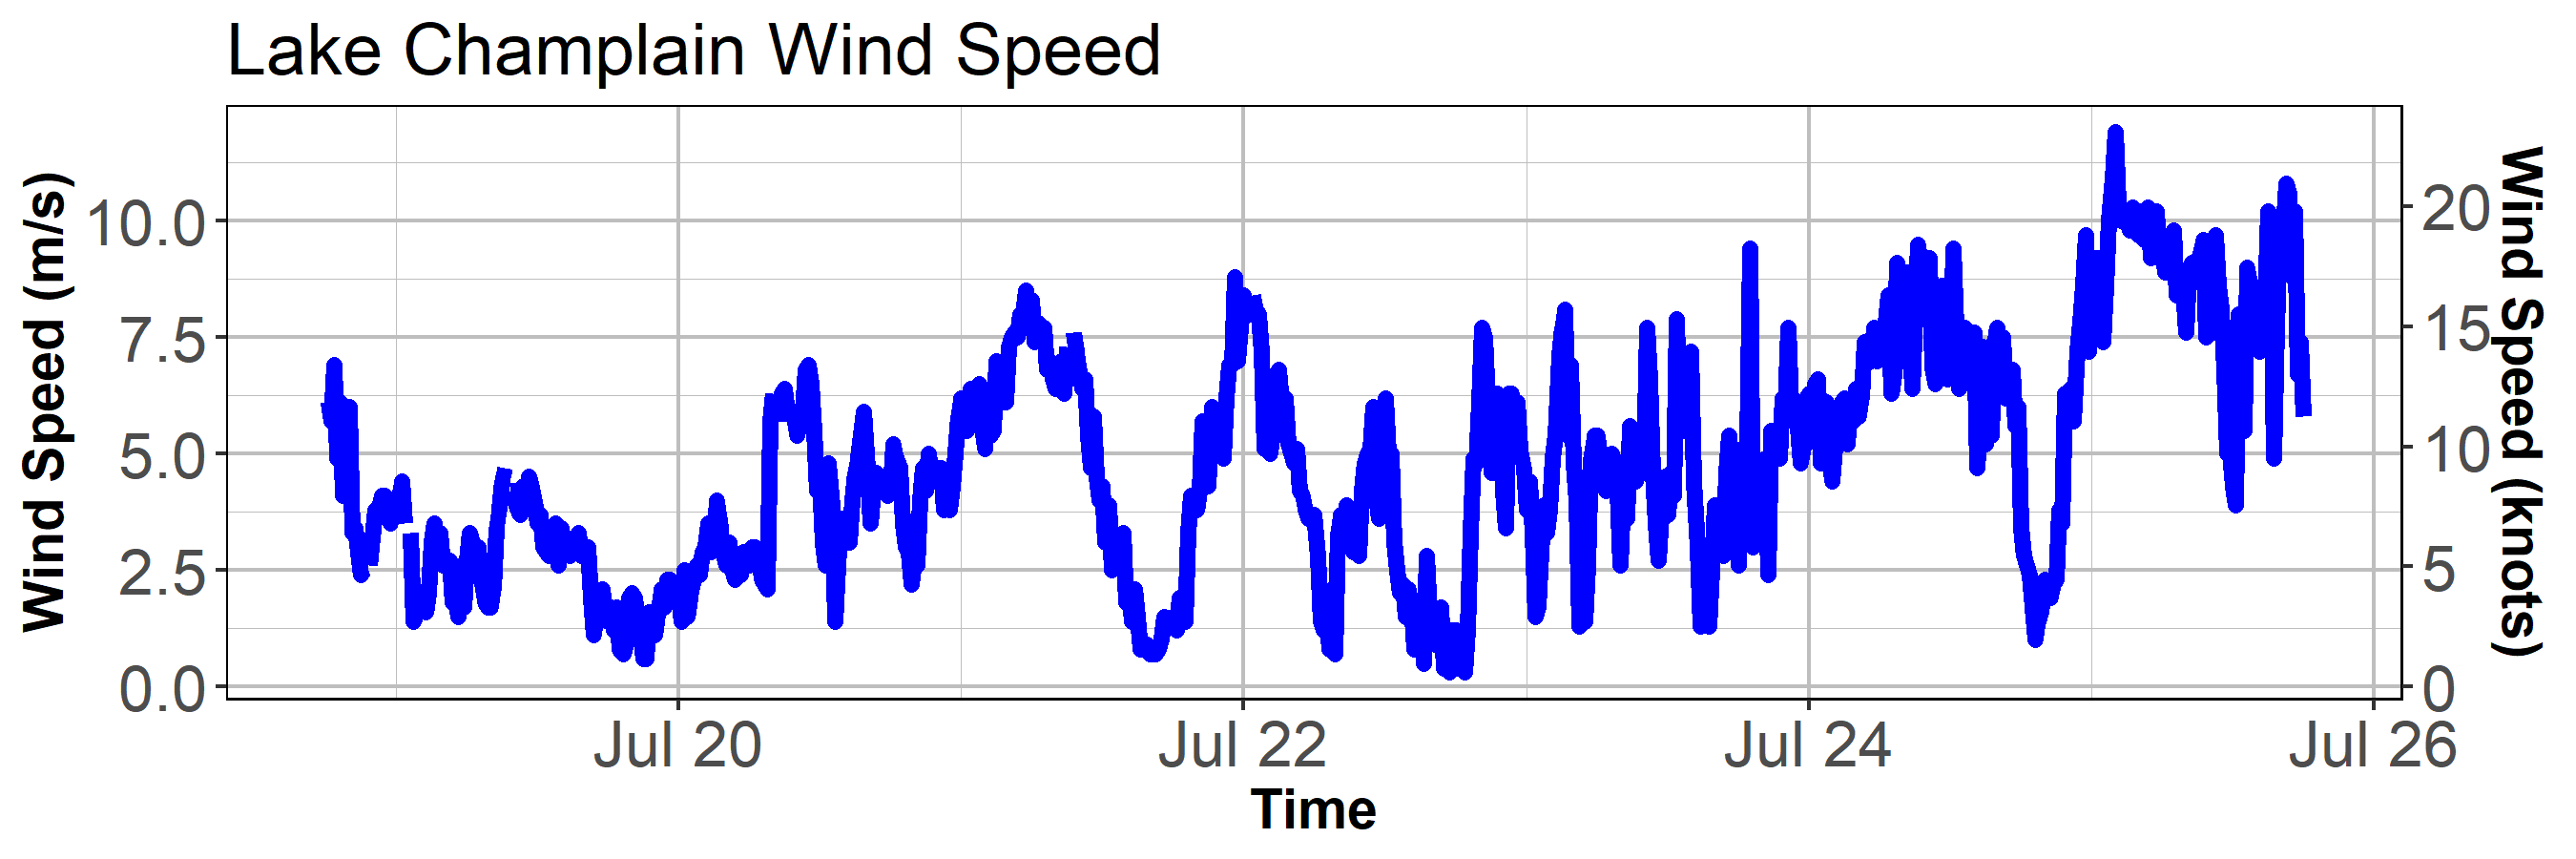 Lake Champlain Wind Speed
Wind Speed (m/s)
10.0
7.5
5.0
2.5
0.0
20
15
10
5
0
Wind Speed (knots)
Jul 20
Jul 22
Jul 24
Jul 26
Time